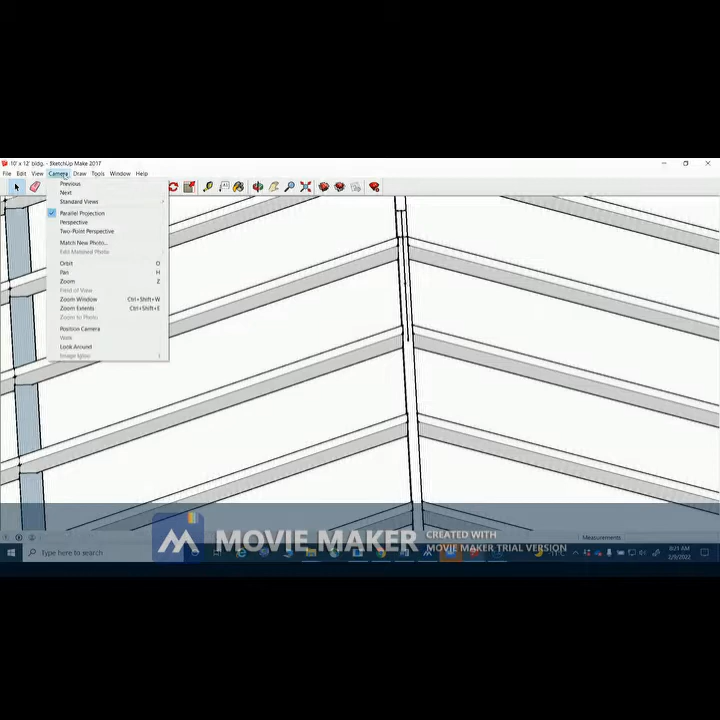 10' x 12' bldg. - SketchUp Make 2017
File Edit View Camera Draw Tools Window Help
Previous
Next
Standard Views
Parallel Projection
Perspective
Two-Point Perspective
Match New Photo...
Edit Matched Photo
Orbit O
Pan H
Zoom Z
Field of View
Zoom Window Ctrl+Shift+W
Zoom Extents Ctrl+Shift+E
Zoom to Photo
Position Camera
Walk
Look Around
Image Igloo
Measurements
MOVIE MAKER
CREATED WITH
MOVIE MAKER TRIAL VERSION
Type here to search
8:21 AM
2/9/2022